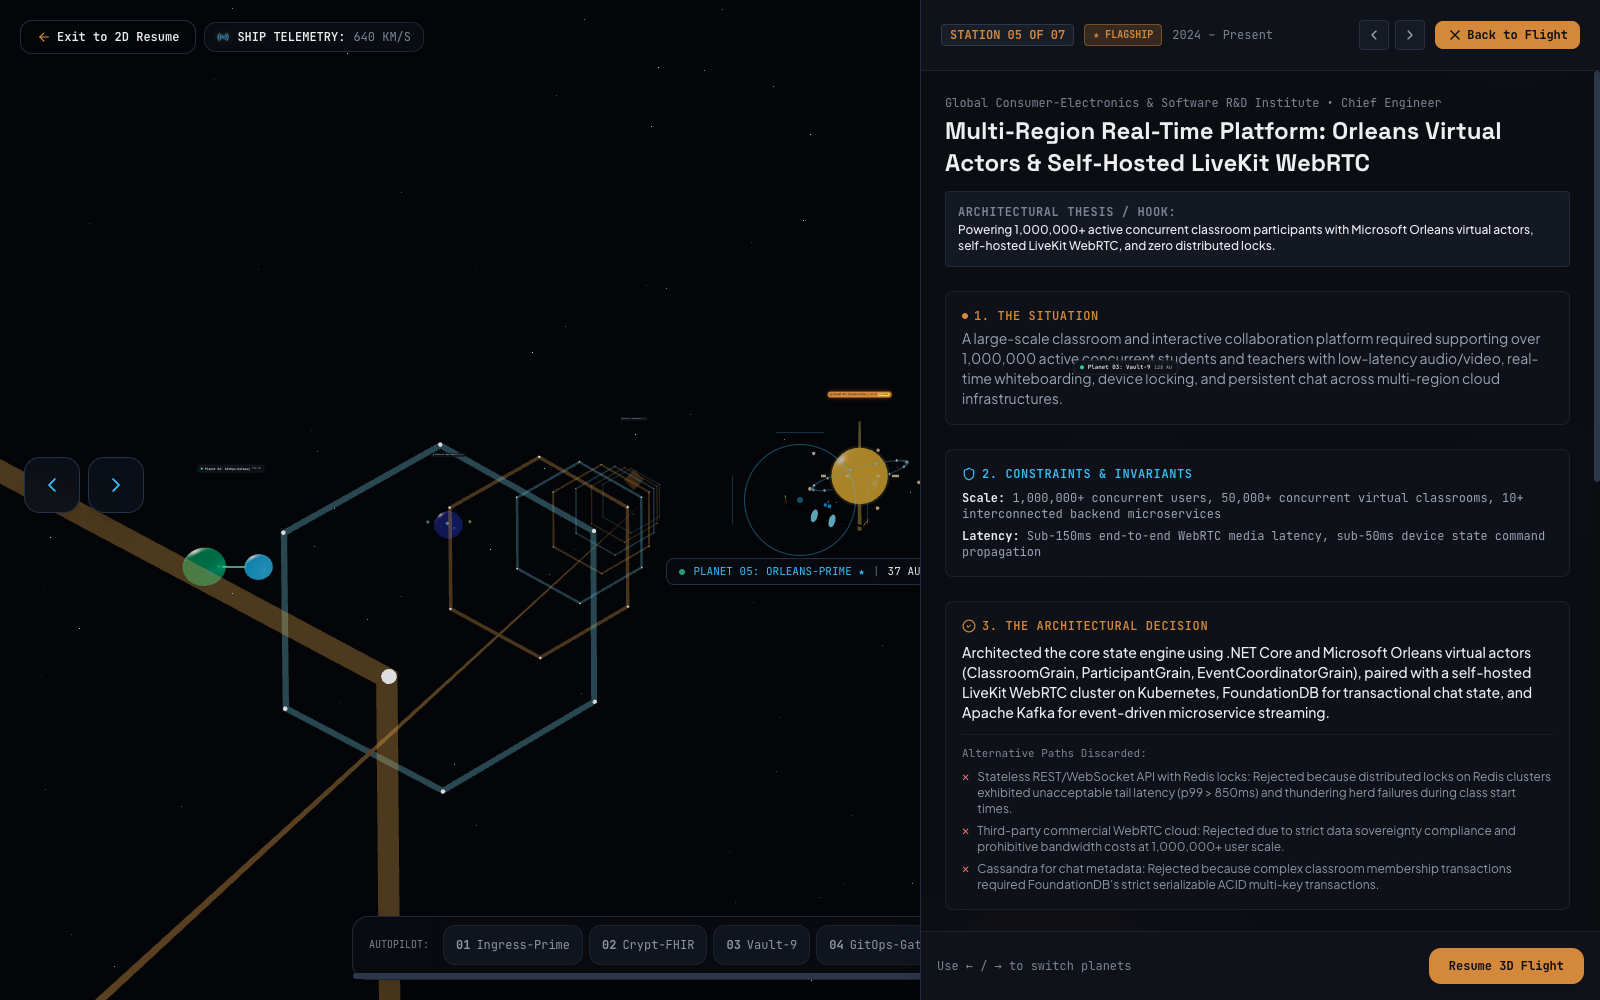 Exit to 2D Resume
SHIP TELEMETRY: 640 KM/S
STATION 05 OF 07
★ FLAGSHIP
2024 – Present
Back to Flight
Global Consumer-Electronics & Software R&D Institute • Chief Engineer
Multi-Region Real-Time Platform: Orleans Virtual
Actors & Self-Hosted LiveKit WebRTC
ARCHITECTURAL THESIS / HOOK:
Powering 1,000,000+ active concurrent classroom participants with Microsoft Orleans virtual actors,
self-hosted LiveKit WebRTC, and zero distributed locks.
1. THE SITUATION
A large-scale classroom and interactive collaboration platform required supporting over
1,000,000 active concurrent students and teachers with low-latency audio/video, real-
Planet 03: Vault-9 128 AU
time whiteboarding, device locking, and persistent chat across multi-region cloud
infrastructures.
2. CONSTRAINTS & INVARIANTS
Scale: 1,000,000+ concurrent users, 50,000+ concurrent virtual classrooms, 10+
interconnected backend microservices
Latency: Sub-150ms end-to-end WebRTC media latency, sub-50ms device state command
propagation
Planet 04: GitOps-Gateway
PLANET 05: ORLEANS-PRIME ★ | 37 AU
3. THE ARCHITECTURAL DECISION
Architected the core state engine using .NET Core and Microsoft Orleans virtual actors
(ClassroomGrain, ParticipantGrain, EventCoordinatorGrain), paired with a self-hosted
LiveKit WebRTC cluster on Kubernetes, FoundationDB for transactional chat state, and
Apache Kafka for event-driven microservice streaming.
Alternative Paths Discarded:
× Stateless REST/WebSocket API with Redis locks: Rejected because distributed locks on Redis clusters
exhibited unacceptable tail latency (p99 > 850ms) and thundering herd failures during class start
times.
× Third-party commercial WebRTC cloud: Rejected due to strict data sovereignty compliance and
prohibitive bandwidth costs at 1,000,000+ user scale.
× Cassandra for chat metadata: Rejected because complex classroom membership transactions
required FoundationDB's strict serializable ACID multi-key transactions.
AUTOPILOT:
01 Ingress-Prime
02 Crypt-FHIR
03 Vault-9
04 GitOps-Gat
Use ← / → to switch planets
Resume 3D Flight